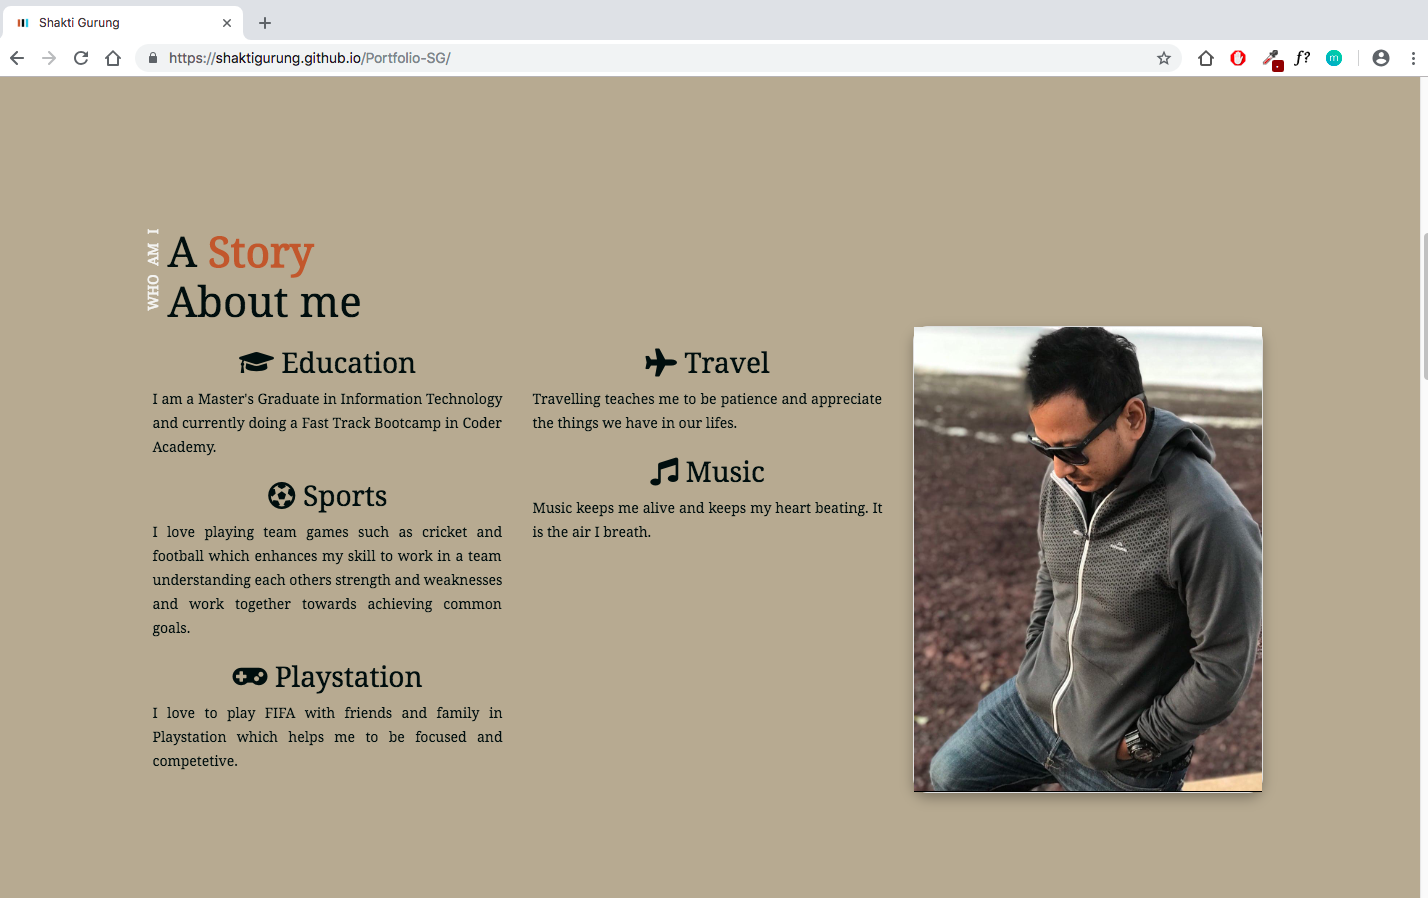 Shakti Gurung
https://shaktigurung.github.io/Portfolio-SG/
f?
m
WHO AM I
A Story
About me
Education
I am a Master's Graduate in Information Technology
and currently doing a Fast Track Bootcamp in Coder
Academy.
Sports
I love playing team games such as cricket and
football which enhances my skill to work in a team
understanding each others strength and weaknesses
and work together towards achieving common
goals.
Playstation
I love to play FIFA with friends and family in
Playstation which helps me to be focused and
competetive.
Travel
Travelling teaches me to be patience and appreciate
the things we have in our lifes.
Music
Music keeps me alive and keeps my heart beating. It
is the air I breath.